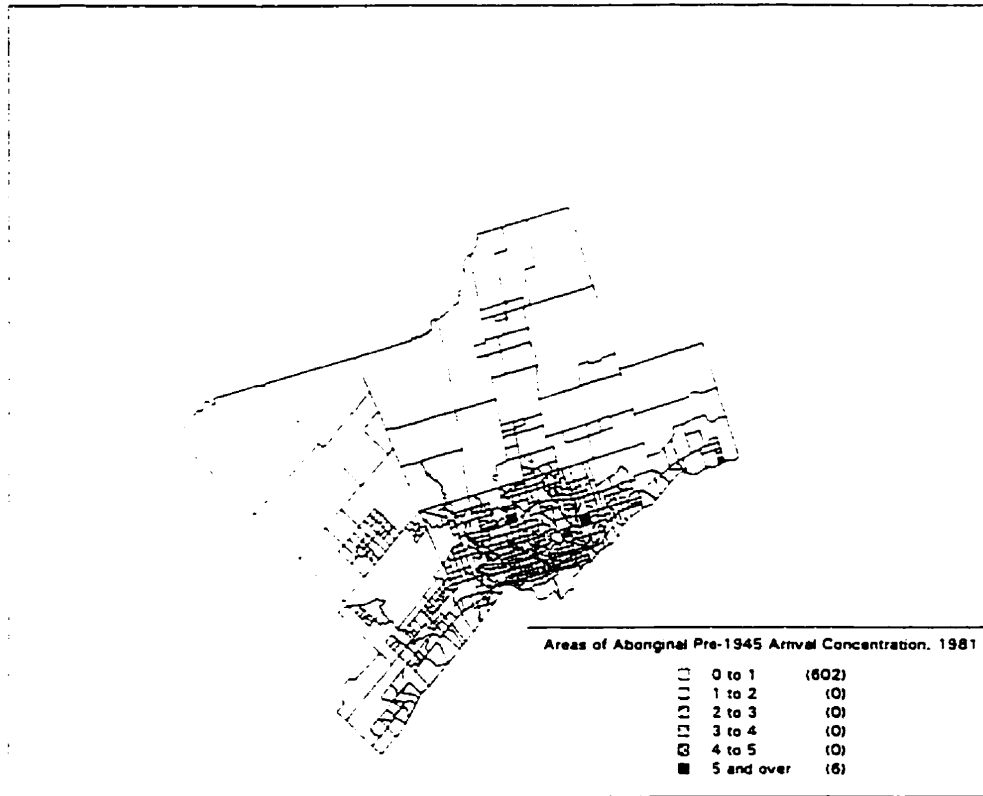 Areas of Aboriginal Pre-1945 Arrival Concentration, 1981
0 to 1 (602)
1 to 2 (0)
2 to 3 (0)
3 to 4 (0)
4 to 5 (0)
5 and over (6)